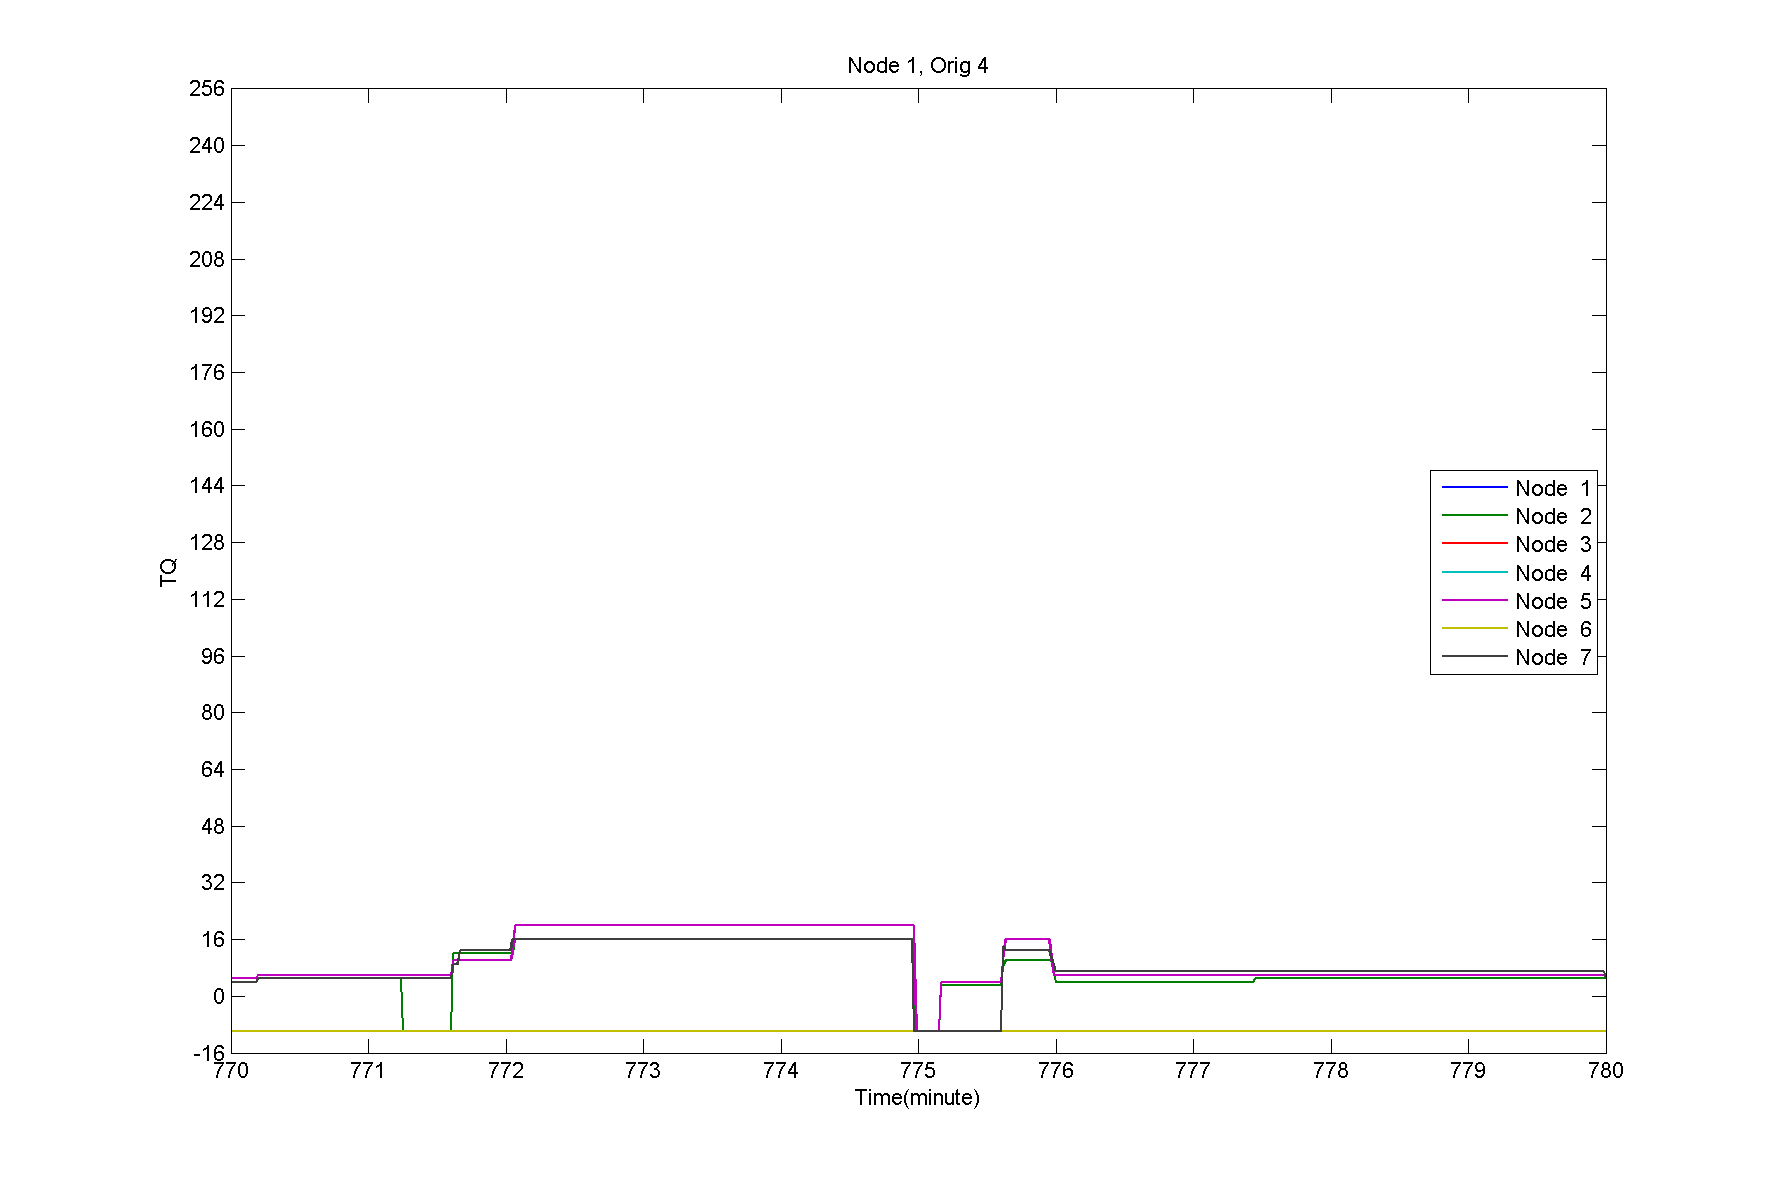 Node 1, Orig 4
256
240
224
208
192
176
160
144
128
112
96
80
64
48
32
16
0
-16
TQ
Node 1
Node 2
Node 3
Node 4
Node 5
Node 6
Node 7
770 771 772 773 774 775 776 777 778 779 780
Time(minute)